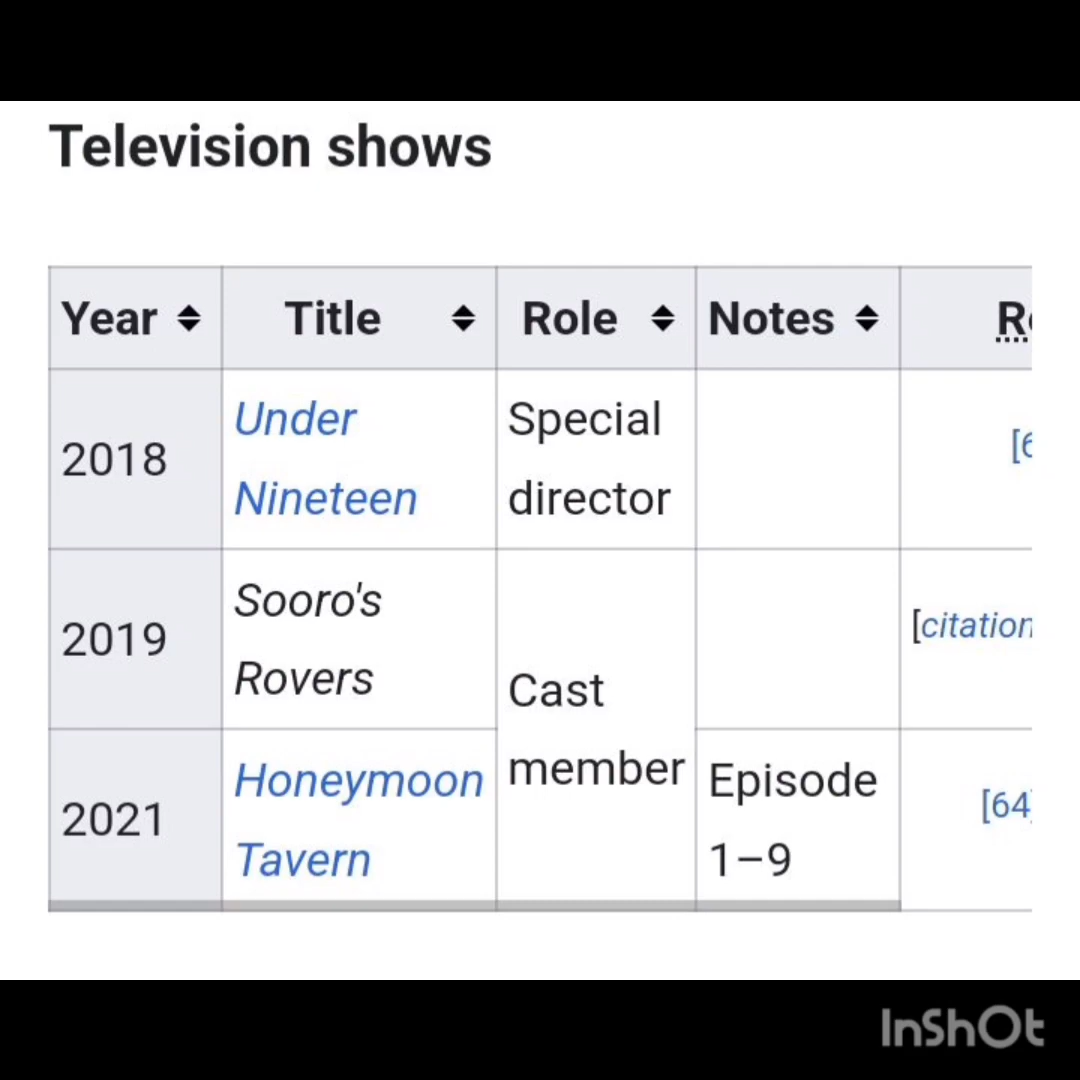 Television shows
Year Title Role Notes
2018
Under
Nineteen
Special
director
2019
Sooro's
Rovers
[citation
Cast
member
2021
Honeymoon
Tavern
Episode
1–9
[64]
InShOt